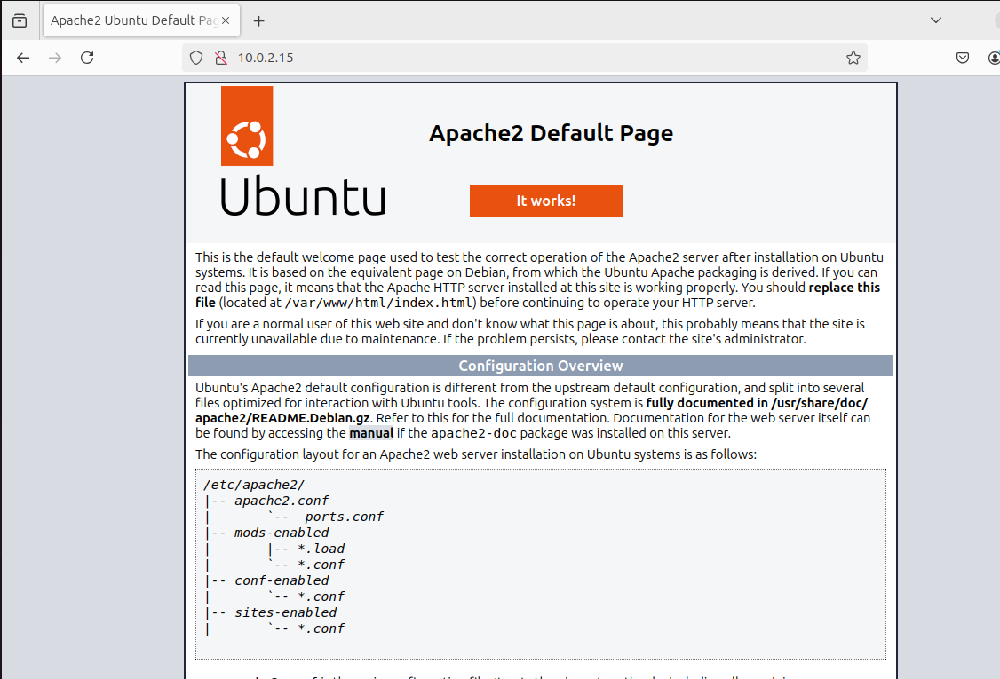 Apache2 Ubuntu Default Pag
10.0.2.15
Apache2 Default Page
Ubuntu
It works!
This is the default welcome page used to test the correct operation of the Apache2 server after installation on Ubuntu
systems. It is based on the equivalent page on Debian, from which the Ubuntu Apache packaging is derived. If you can
read this page, it means that the Apache HTTP server installed at this site is working properly. You should replace this
file (located at /var/www/html/index.html) before continuing to operate your HTTP server.
If you are a normal user of this web site and don't know what this page is about, this probably means that the site is
currently unavailable due to maintenance. If the problem persists, please contact the site's administrator.
Configuration Overview
Ubuntu's Apache2 default configuration is different from the upstream default configuration, and split into several
files optimized for interaction with Ubuntu tools. The configuration system is fully documented in /usr/share/doc/
apache2/README.Debian.gz. Refer to this for the full documentation. Documentation for the web server itself can
be found by accessing the manual if the apache2-doc package was installed on this server.
The configuration layout for an Apache2 web server installation on Ubuntu systems is as follows:
/etc/apache2/
|-- apache2.conf
|       `--  ports.conf
|-- mods-enabled
|       |-- *.load
|       `-- *.conf
|-- conf-enabled
|       `-- *.conf
|-- sites-enabled
|       `-- *.conf